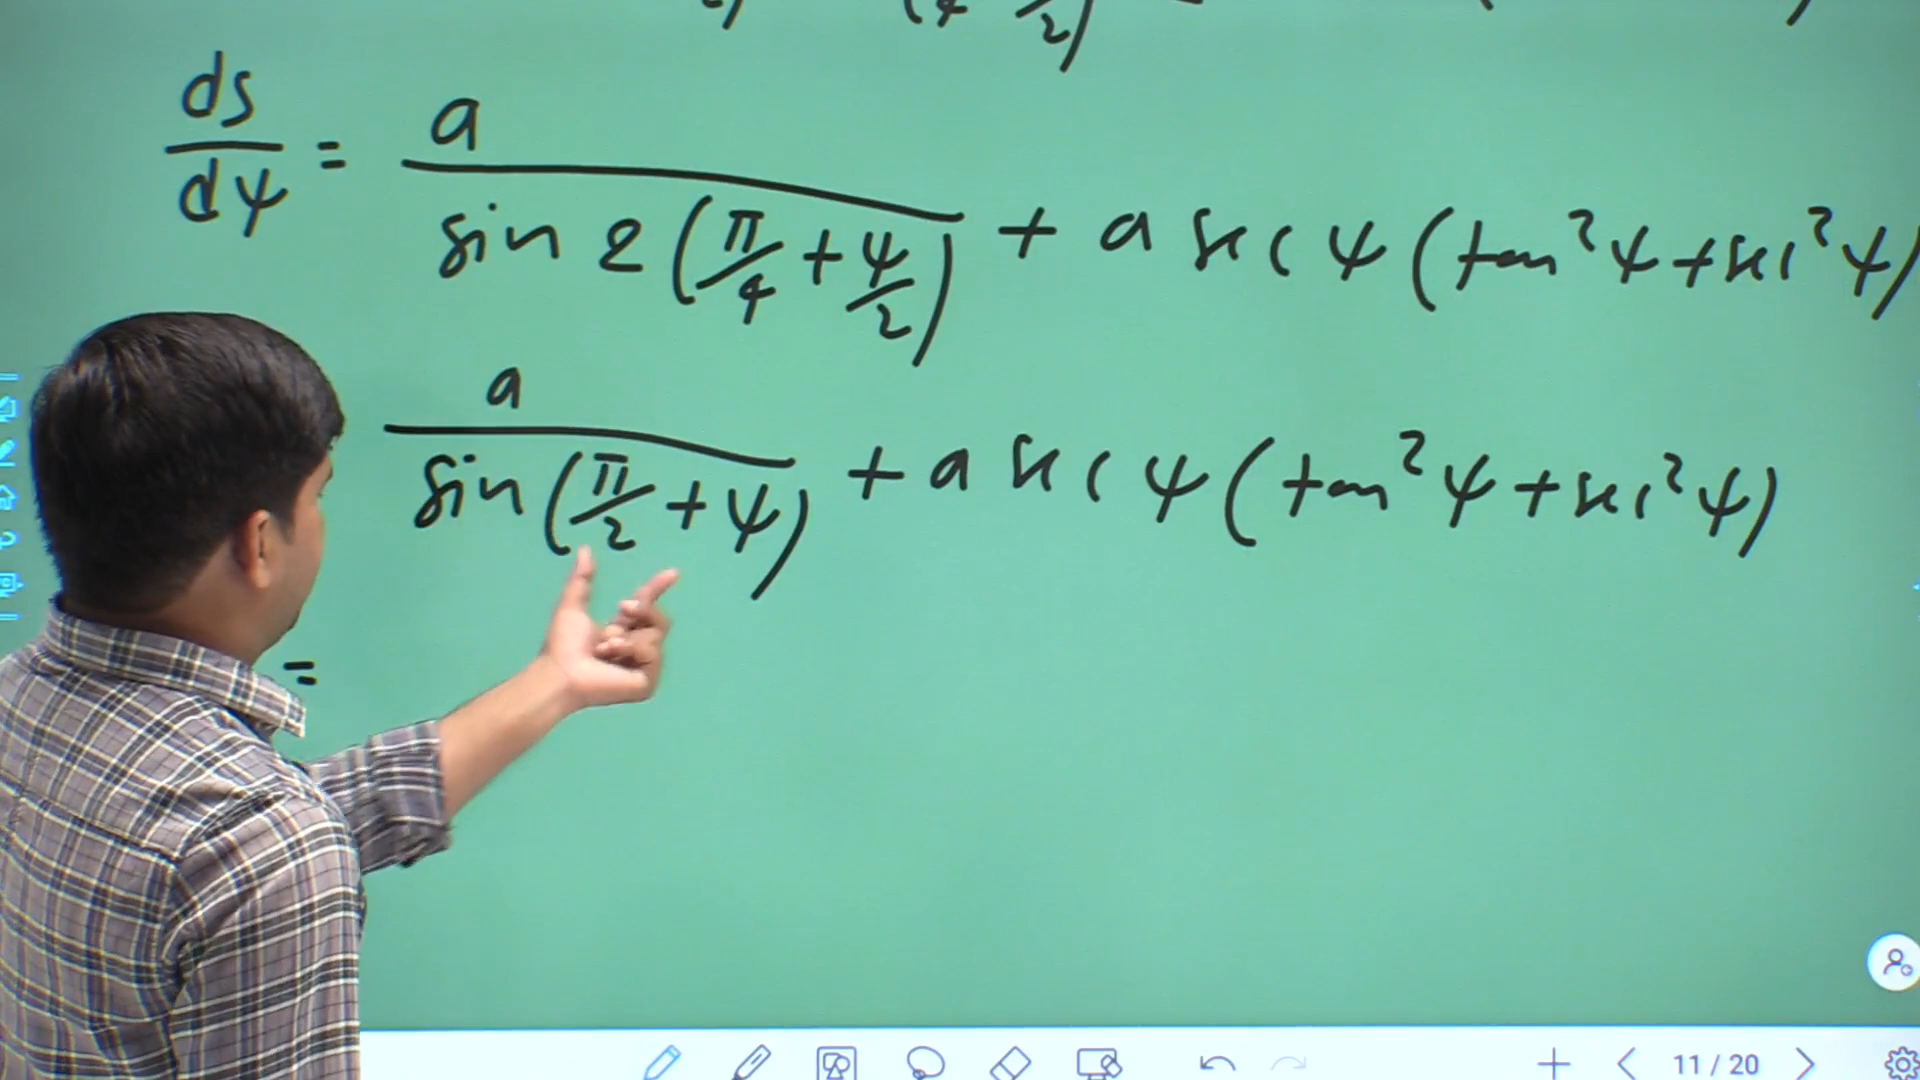 ds/dψ = a / sin 2(π/4 + ψ/2) + a sec ψ (tan²ψ + sec²ψ)
a / sin(π/2 + ψ) + a sec ψ (tan²ψ + sec²ψ)
=
11 / 20